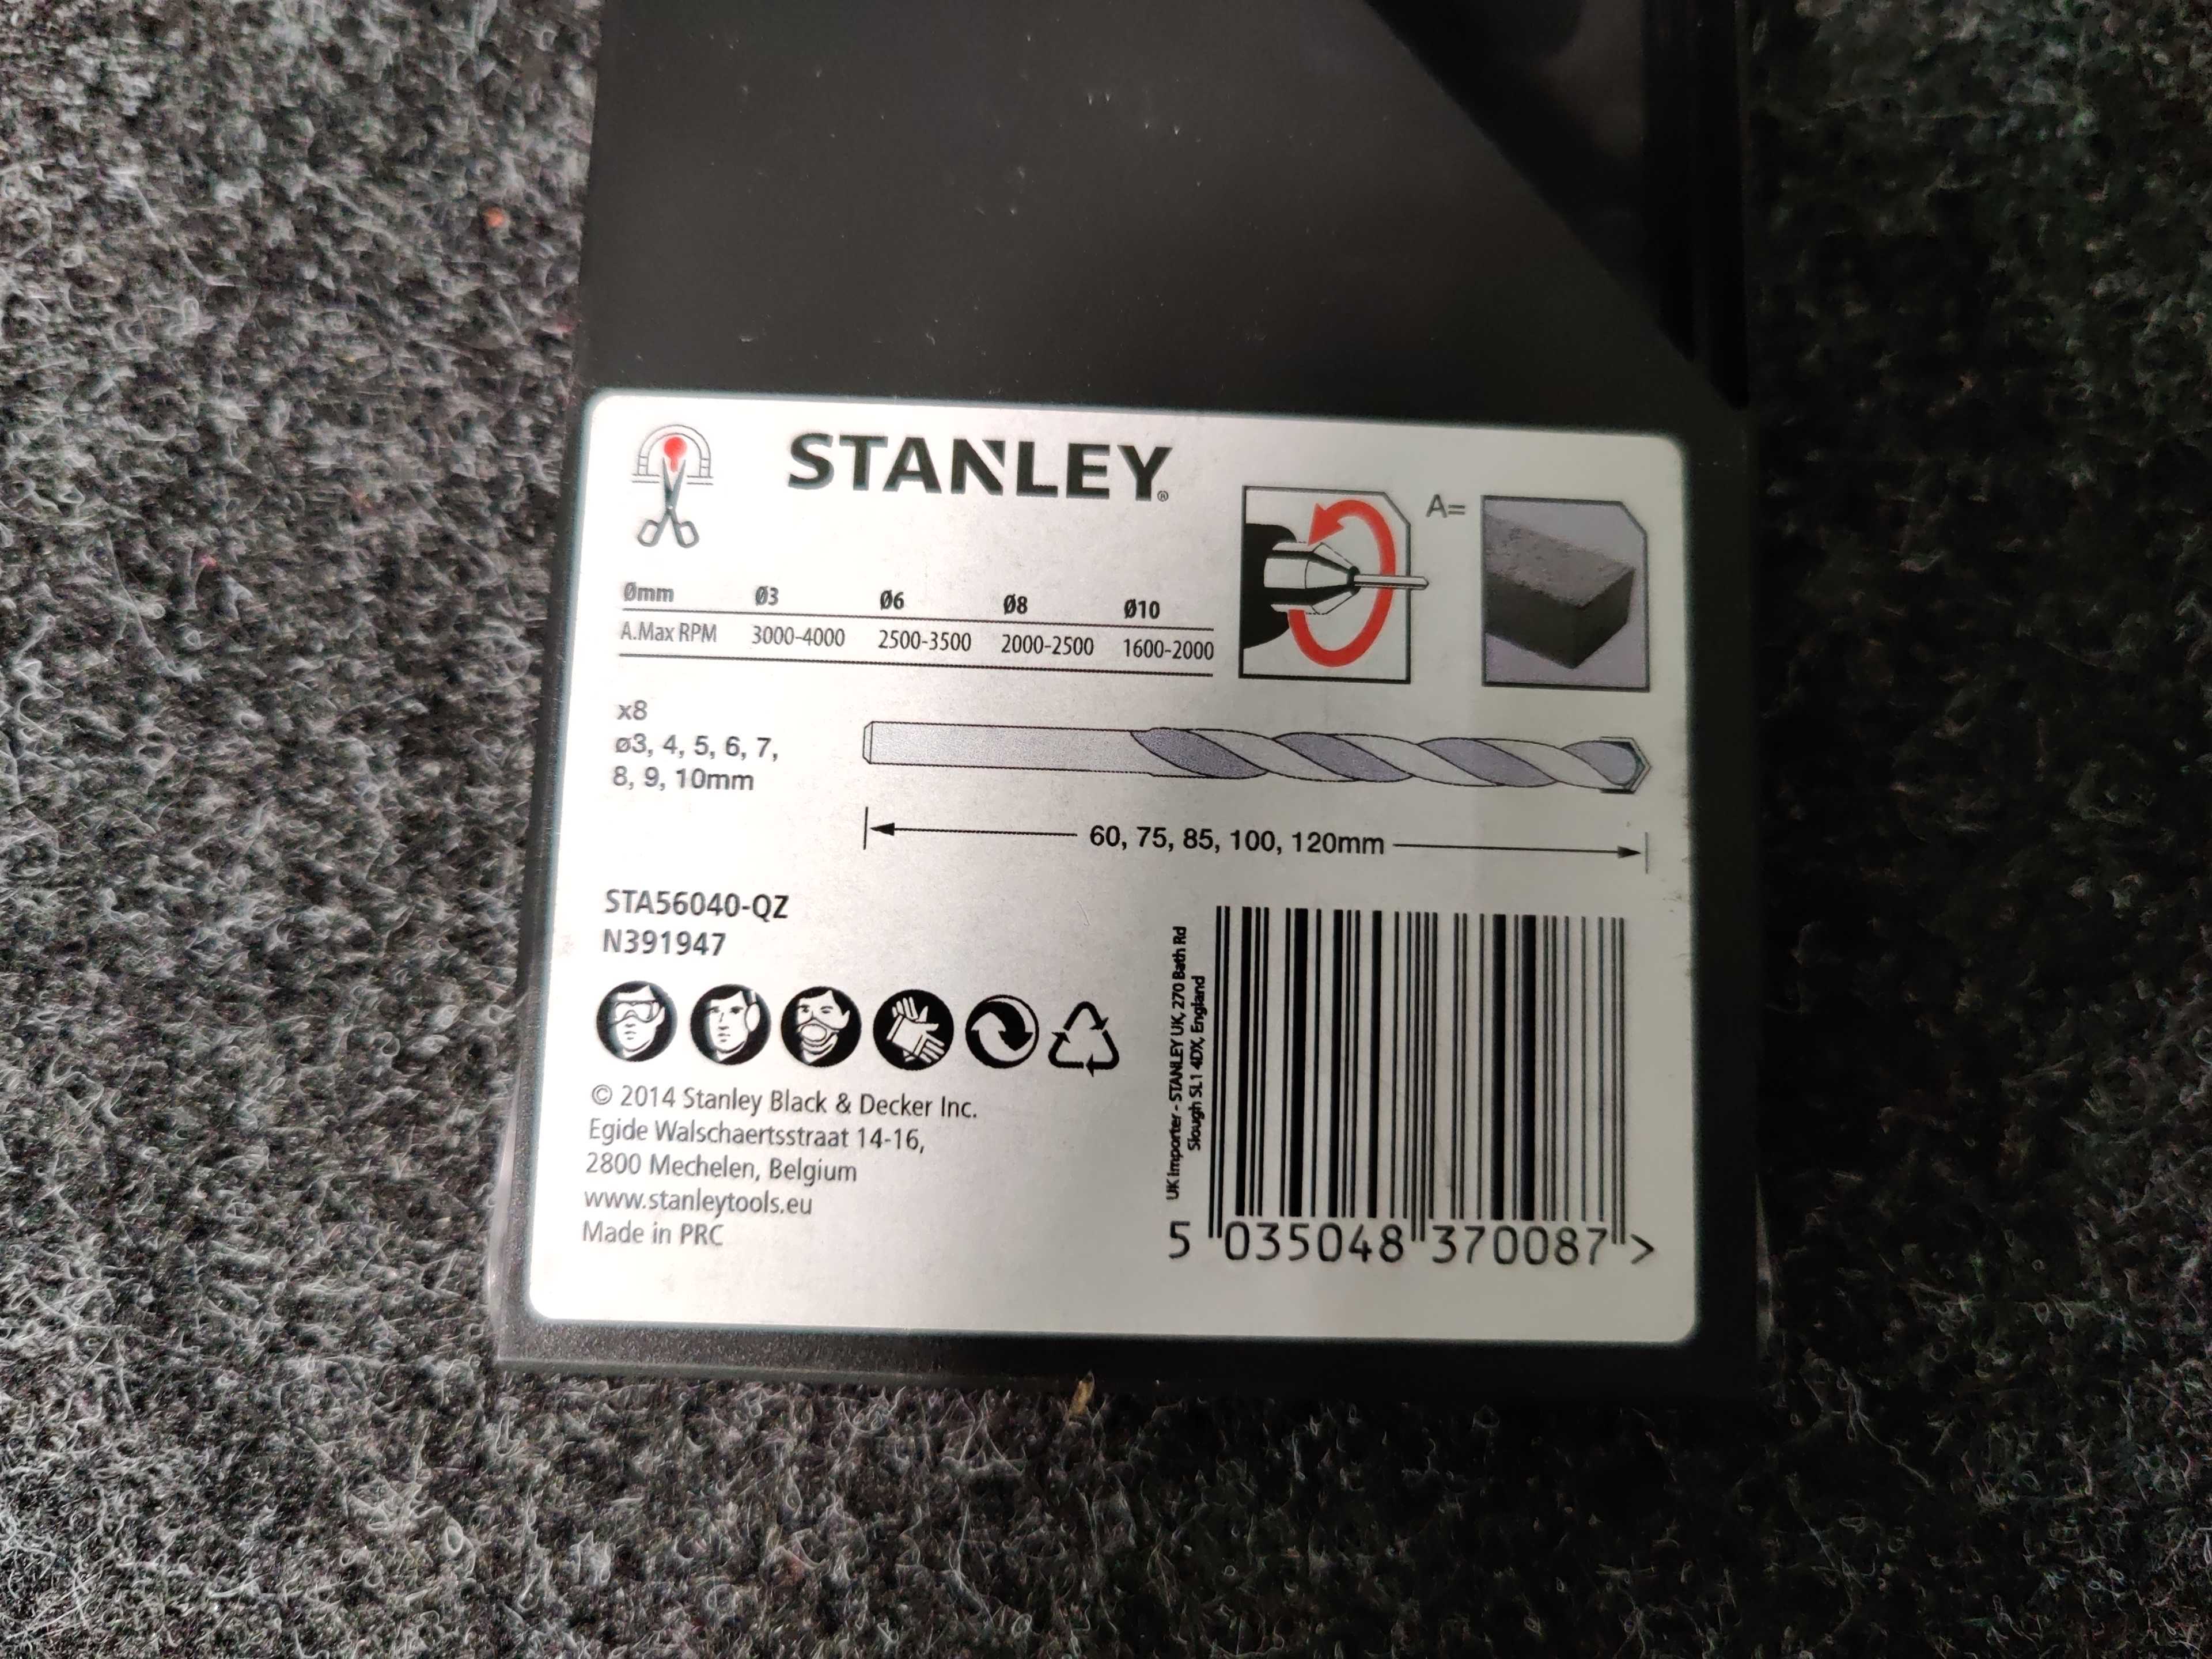 STANLEY®
A=
Ømm Ø3 Ø6 Ø8 Ø10
A.Max RPM 3000-4000 2500-3500 2000-2500 1600-2000
x8
ø3, 4, 5, 6, 7,
8, 9, 10mm
60, 75, 85, 100, 120mm
STA56040-QZ
N391947
© 2014 Stanley Black & Decker Inc.
Egide Walschaertsstraat 14-16,
2800 Mechelen, Belgium
www.stanleytools.eu
Made in PRC
UK Importer - STANLEY UK, 270 Bath Rd
Slough SL1 4DX, England
5 035048 370087 >